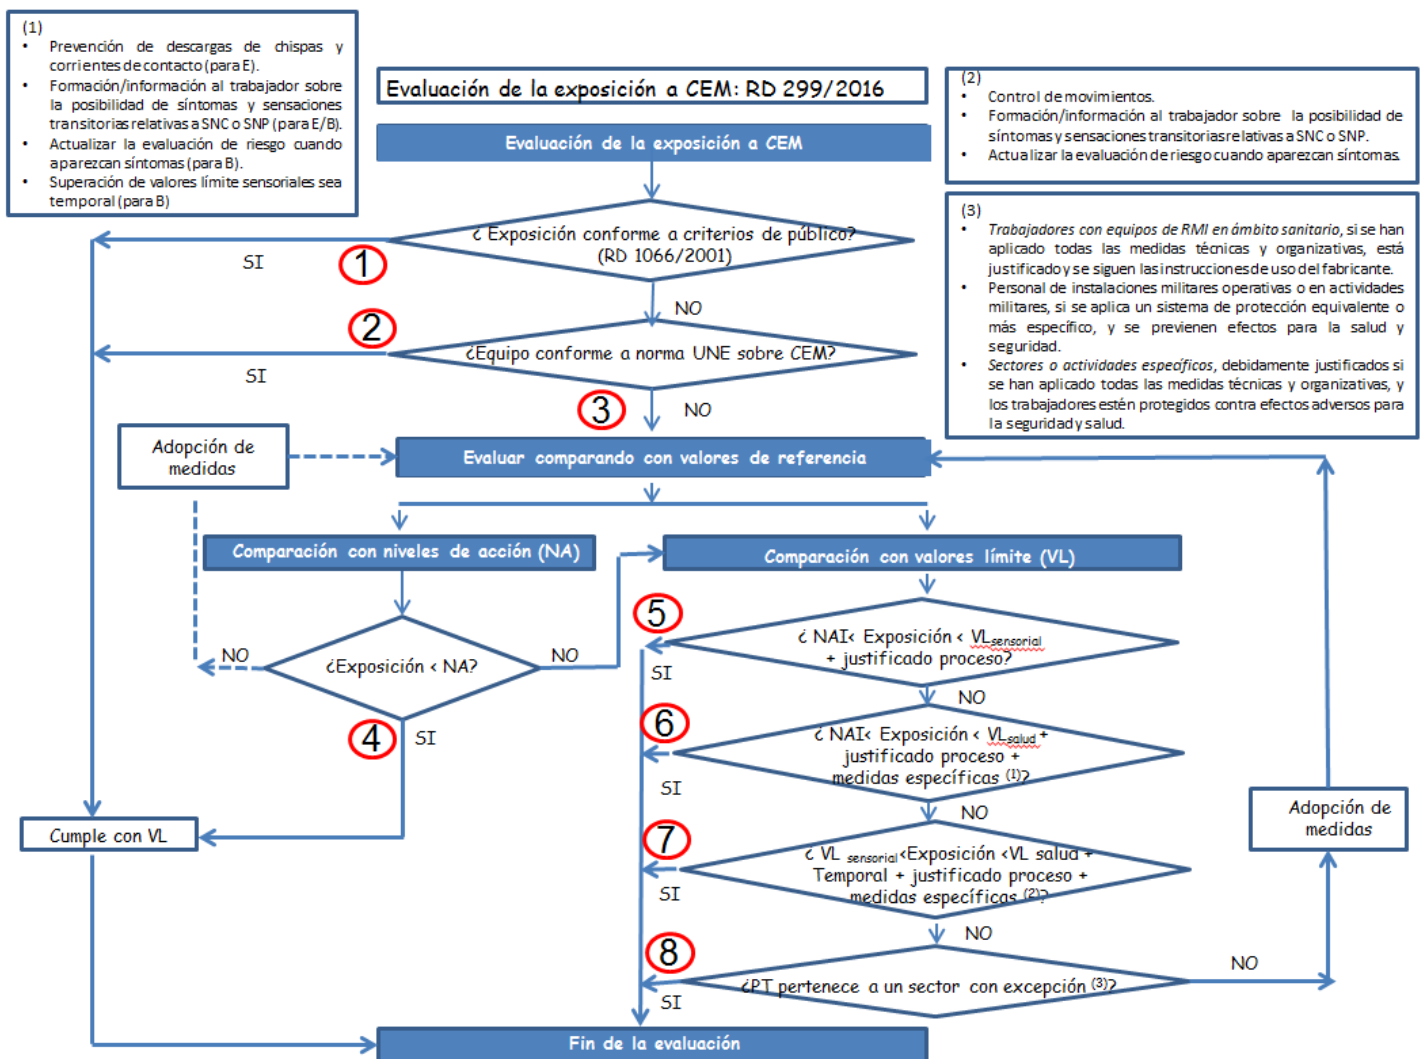 (1)
• Prevención de descargas de chispas y
corrientes de contacto (para E).
• Formación/información al trabajador sobre
la posibilidad de síntomas y sensaciones
transitorias relativas a SNC o SNP (para E/B).
• Actualizar la evaluación de riesgo cuando
aparezcan síntomas (para B).
• Superación de valores límite sensoriales sea
temporal (para B)
Evaluación de la exposición a CEM: RD 299/2016
(2)
• Control de movimientos.
• Formación/información al trabajador sobre la posibilidad de
síntomas y sensaciones transitorias relativas a SNC o SNP.
• Actualizar la evaluación de riesgo cuando aparezcan síntomas.
(3)
• Trabajadores con equipos de RMI en ámbito sanitario, si se han
aplicado todas las medidas técnicas y organizativas, está
justificado y se siguen las instrucciones de uso del fabricante.
• Personal de instalaciones militares operativas o en actividades
militares, si se aplica un sistema de protección equivalente o
más específico, y se previenen efectos para la salud y
seguridad.
• Sectores o actividades específicos, debidamente justificados si
se han aplicado todas las medidas técnicas y organizativas, y
los trabajadores estén protegidos contra efectos adversos para
la seguridad y salud.
Evaluación de la exposición a CEM
¿ Exposición conforme a criterios de público?
(RD 1066/2001)
SI
1
NO
2
¿Equipo conforme a norma UNE sobre CEM?
SI
3
NO
Adopción de
medidas
Evaluar comparando con valores de referencia
Comparación con niveles de acción (NA)
Comparación con valores límite (VL)
¿Exposición < NA?
NO
NO
4
SI
5
¿ NAI< Exposición < VLsensorial
+ justificado proceso?
SI
NO
6
¿ NAI< Exposición < VLsalud +
justificado proceso +
medidas específicas (1)?
SI
NO
7
¿ VL sensorial<Exposición <VL salud +
Temporal + justificado proceso +
medidas específicas (2)?
SI
NO
8
¿PT pertenece a un sector con excepción (3)?
SI
NO
Adopción de
medidas
Cumple con VL
Fin de la evaluación